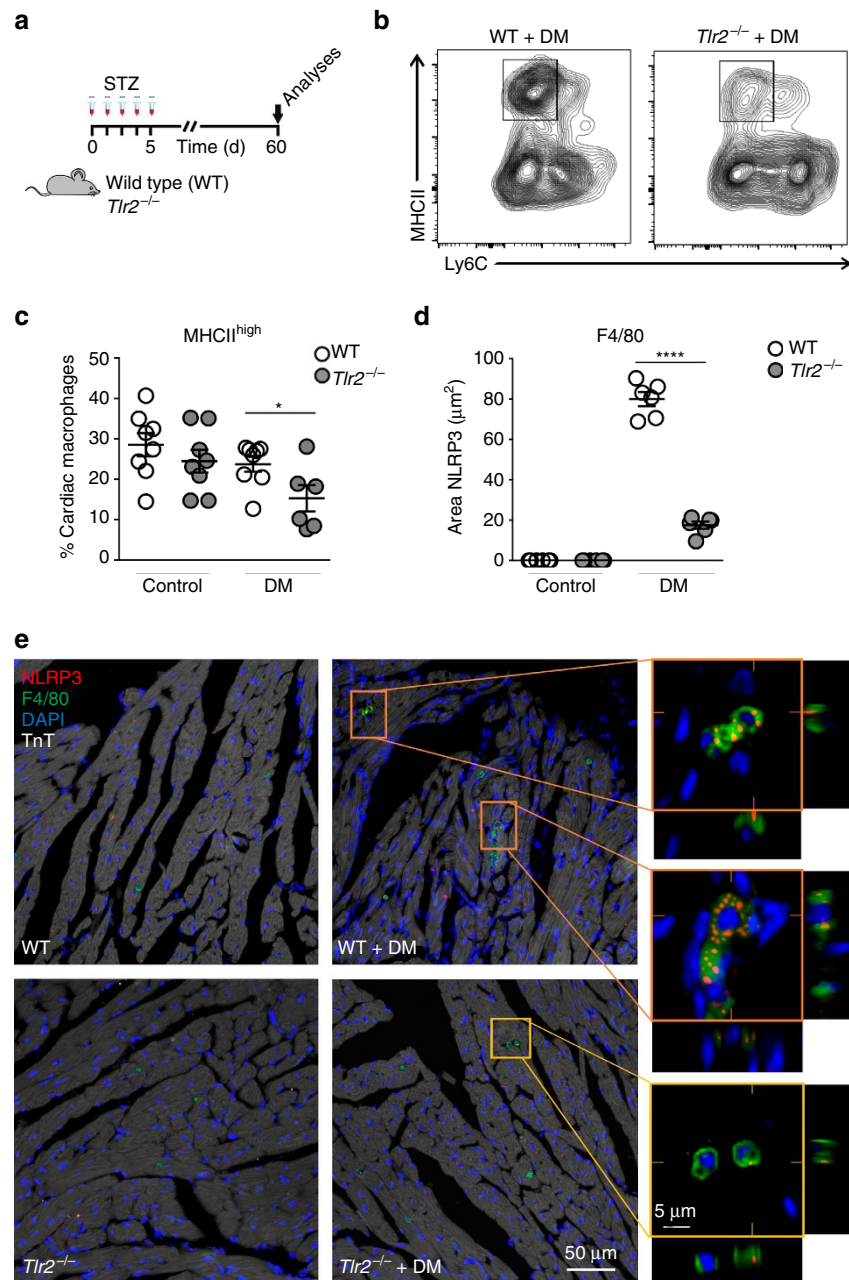 a
STZ
Analyses
0 5 Time (d) 60
Wild type (WT)
Tlr2−/−
b
WT + DM
Tlr2−/− + DM
MHCII
Ly6C
c
MHCIIhigh
WT
Tlr2−/−
*
% Cardiac macrophages
50
40
30
20
10
0
Control
DM
d
F4/80
WT
Tlr2−/−
****
Area NLRP3 (μm2)
100
80
60
40
20
0
Control
DM
e
NLRP3
F4/80
DAPI
TnT
WT
WT + DM
Tlr2−/−
Tlr2−/− + DM
50 μm
5 μm